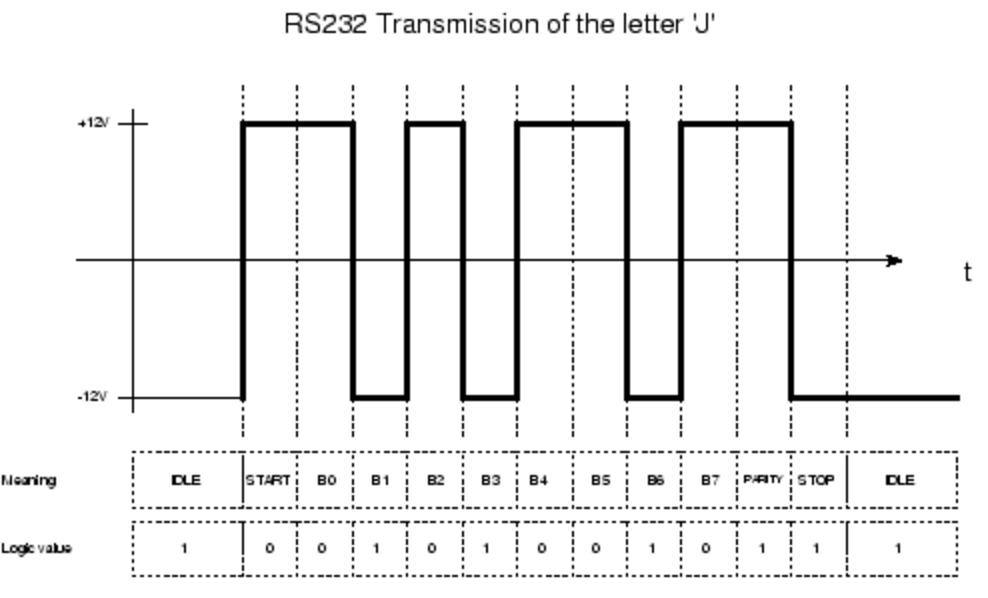 RS232 Transmission of the letter 'J'
+12V
t
-12V
Meaning IDLE START B0 B1 B2 B3 B4 B5 B6 B7 PARITY STOP IDLE
Logic value 1 0 0 1 0 1 0 0 1 0 1 1 1